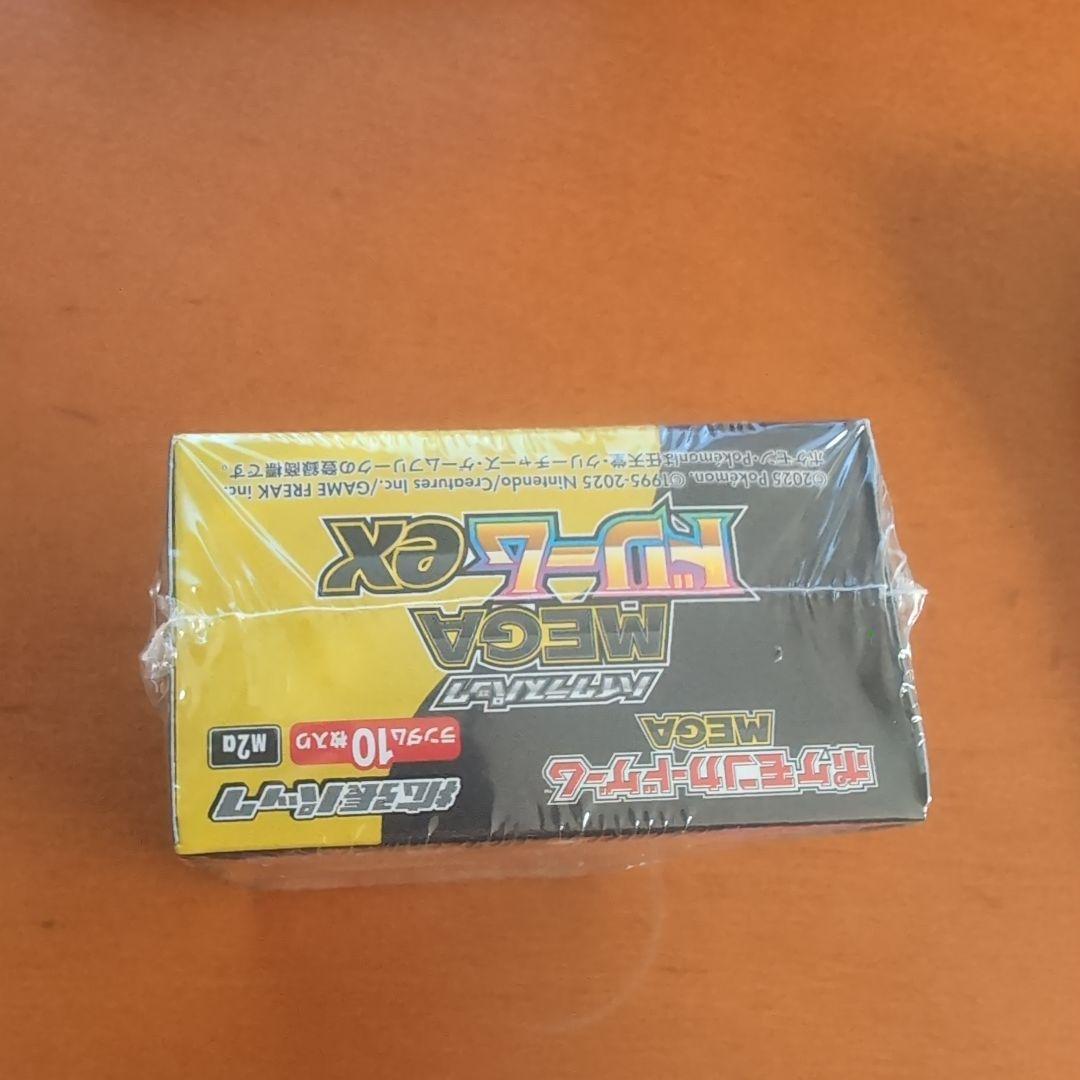 ポケモンカードゲーム
MEGA
拡張パック
ランダム10枚入り
M2a
ハイクラスパック
MEGA
ドリームex
©2025 Pokémon. ©1995-2025 Nintendo/Creatures Inc./GAME FREAK inc.
ポケモン・Pokémonは任天堂・クリーチャーズ・ゲームフリークの登録商標です。